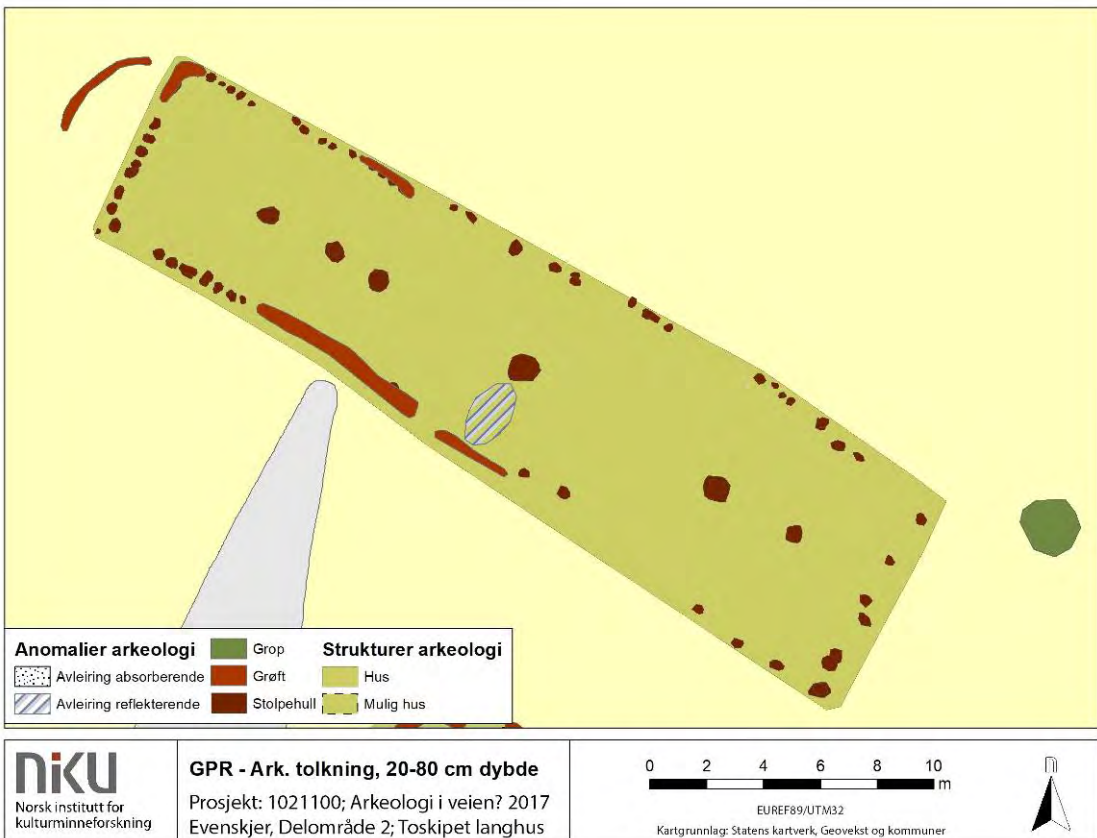 Anomalier arkeologi
Avleiring absorberende
Avleiring reflekterende
Grop
Grøft
Stolpehull
Strukturer arkeologi
Hus
Mulig hus
niku
Norsk institutt for
kulturminneforskning
GPR - Ark. tolkning, 20-80 cm dybde
Prosjekt: 1021100; Arkeologi i veien? 2017
Evenskjer, Delområde 2; Toskipet langhus
0 2 4 6 8 10
m
EUREF89/UTM32
Kartgrunnlag: Statens kartverk, Geovekst og kommuner
n